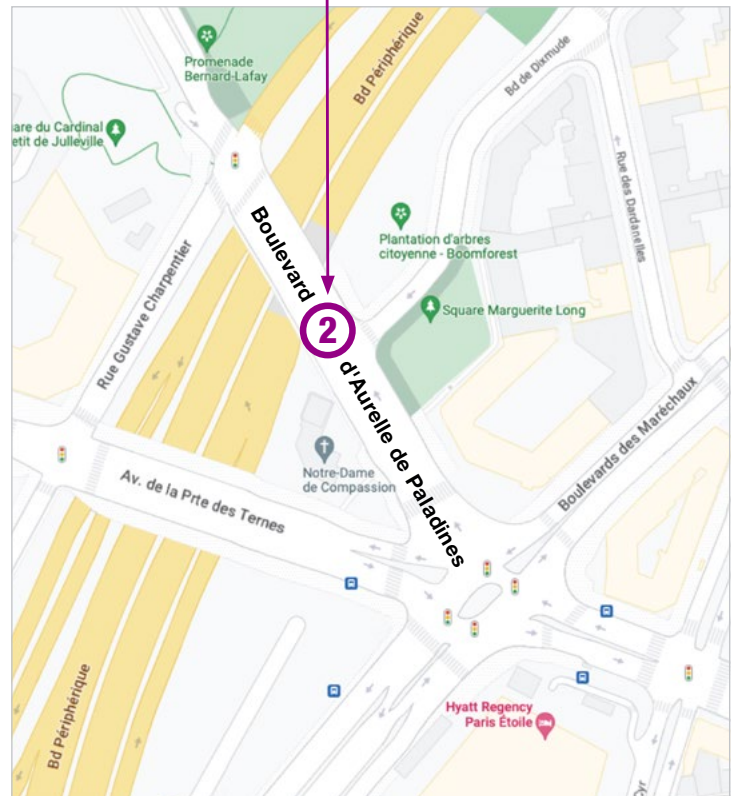 Promenade
Bernard-Lafay
Bd Périphérique
Bd de Dixmude
are du Cardinal
etit de Julleville
Rue des Dardanelles
Boulevard
Plantation d'arbres
citoyenne - Boomforest
Rue Gustave Charpentier
Square Marguerite Long
2
d'Aurelle de Paladines
Boulevards des Maréchaux
Notre-Dame
de Compassion
Av. de la Prte des Ternes
Bd Périphérique
Hyatt Regency
Paris Étoile
Cyr